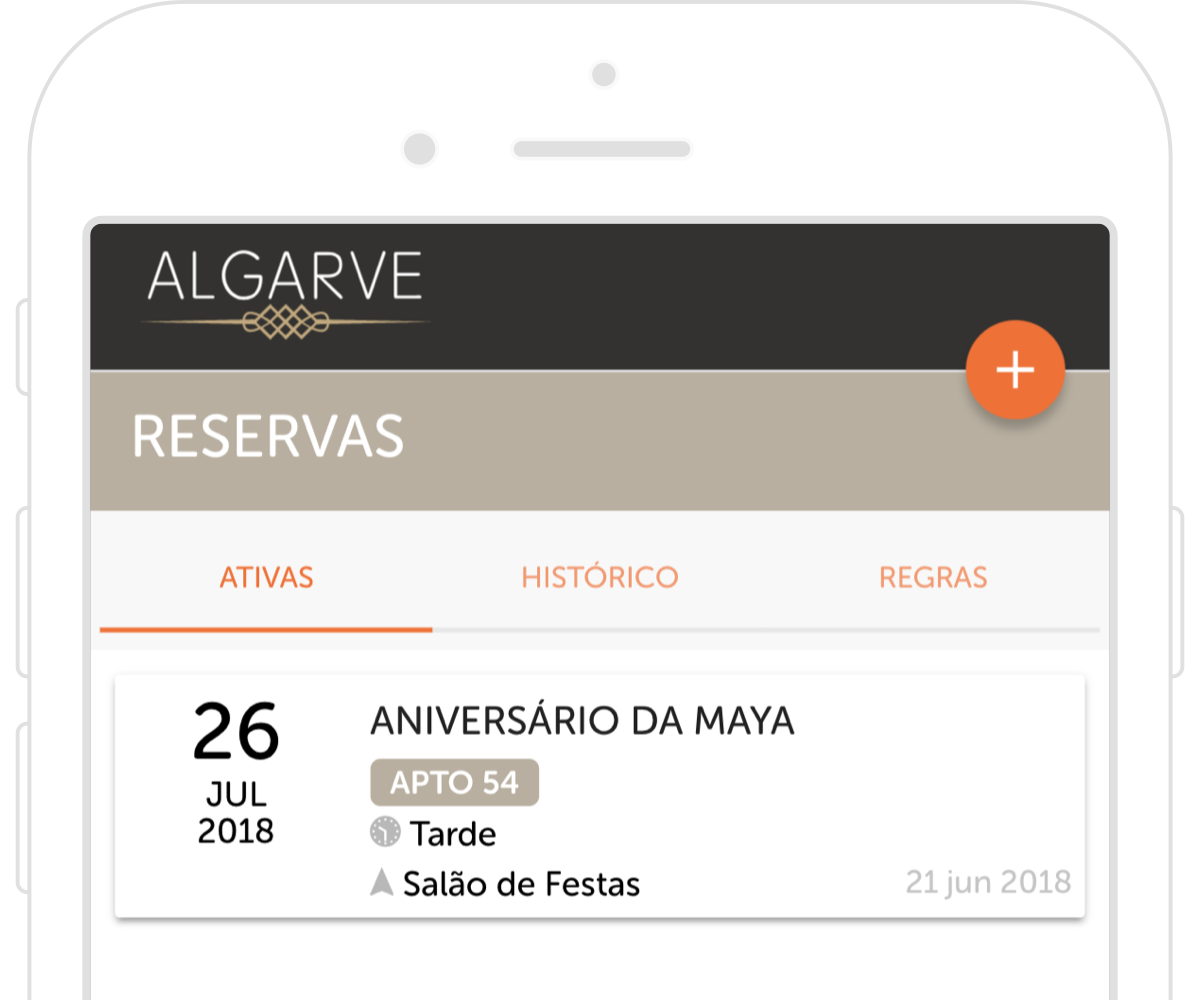 ALGARVE
+
RESERVAS
ATIVAS HISTÓRICO REGRAS
26
JUL
2018
ANIVERSÁRIO DA MAYA
APTO 54
Tarde
Salão de Festas
21 jun 2018